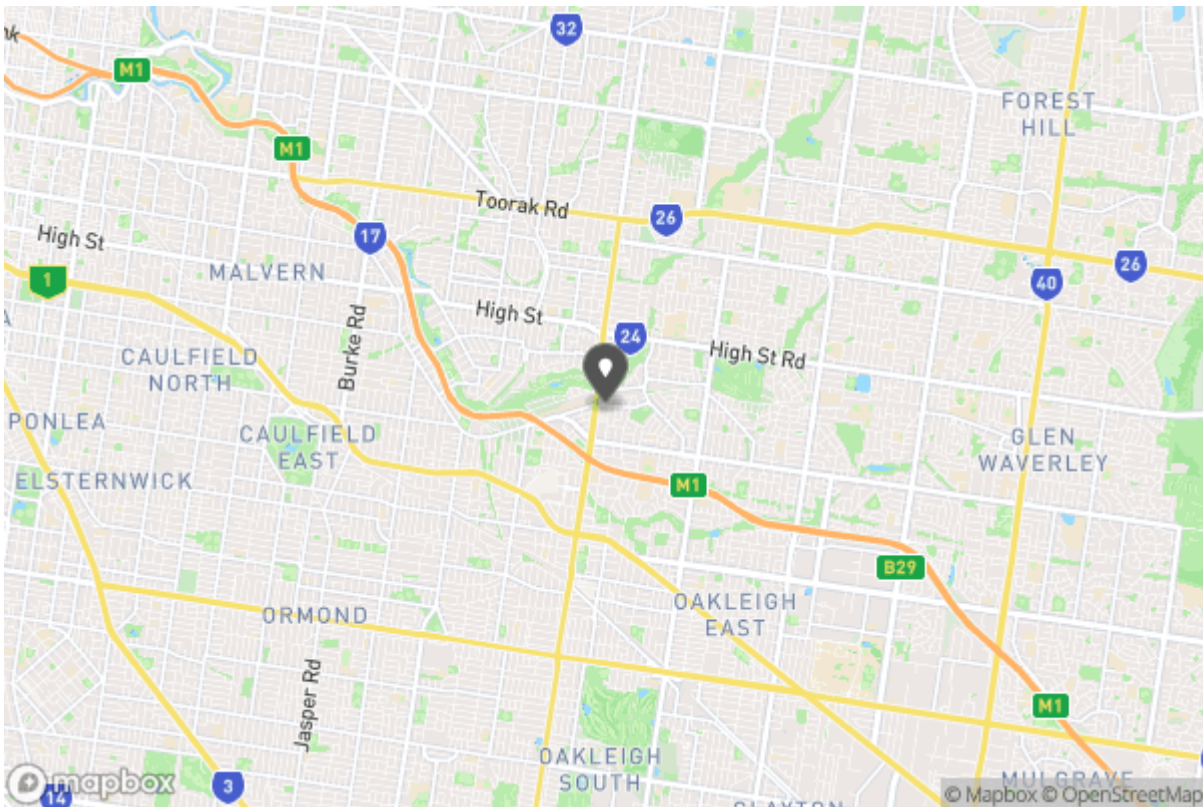 32
nk
M1
FOREST
HILL
M1
Toorak Rd
26
17
High St
26
MALVERN
1
40
High St
24
High St Rd
Burke Rd
CAULFIELD
NORTH
PONLEA
CAULFIELD
EAST
GLEN
WAVERLEY
ELSTERNWICK
M1
B29
OAKLEIGH
EAST
ORMOND
Jasper Rd
M1
OAKLEIGH
SOUTH
MULGRAVE
3
mapbox
14
© Mapbox © OpenStreetMap
CLAYTON